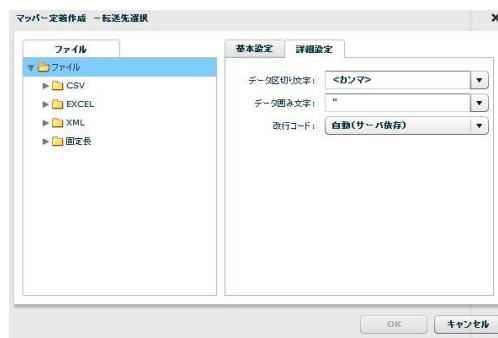 マッパー定義作成 －転送先選択
ファイル
ファイル
CSV
EXCEL
XML
固定長
基本設定 詳細設定
データ区切り文字： <カンマ>
データ囲み文字： "
改行コード： 自動(サーバ依存)
OK キャンセル